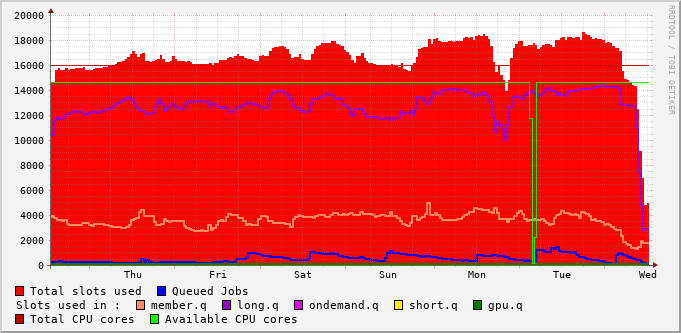 20000
18000
16000
14000
12000
10000
8000
6000
4000
2000
0
Thu Fri Sat Sun Mon Tue Wed
RRDTOOL / TOBI OETIKER
Total slots used Queued Jobs
Slots used in : member.q long.q ondemand.q short.q gpu.q
Total CPU cores Available CPU cores